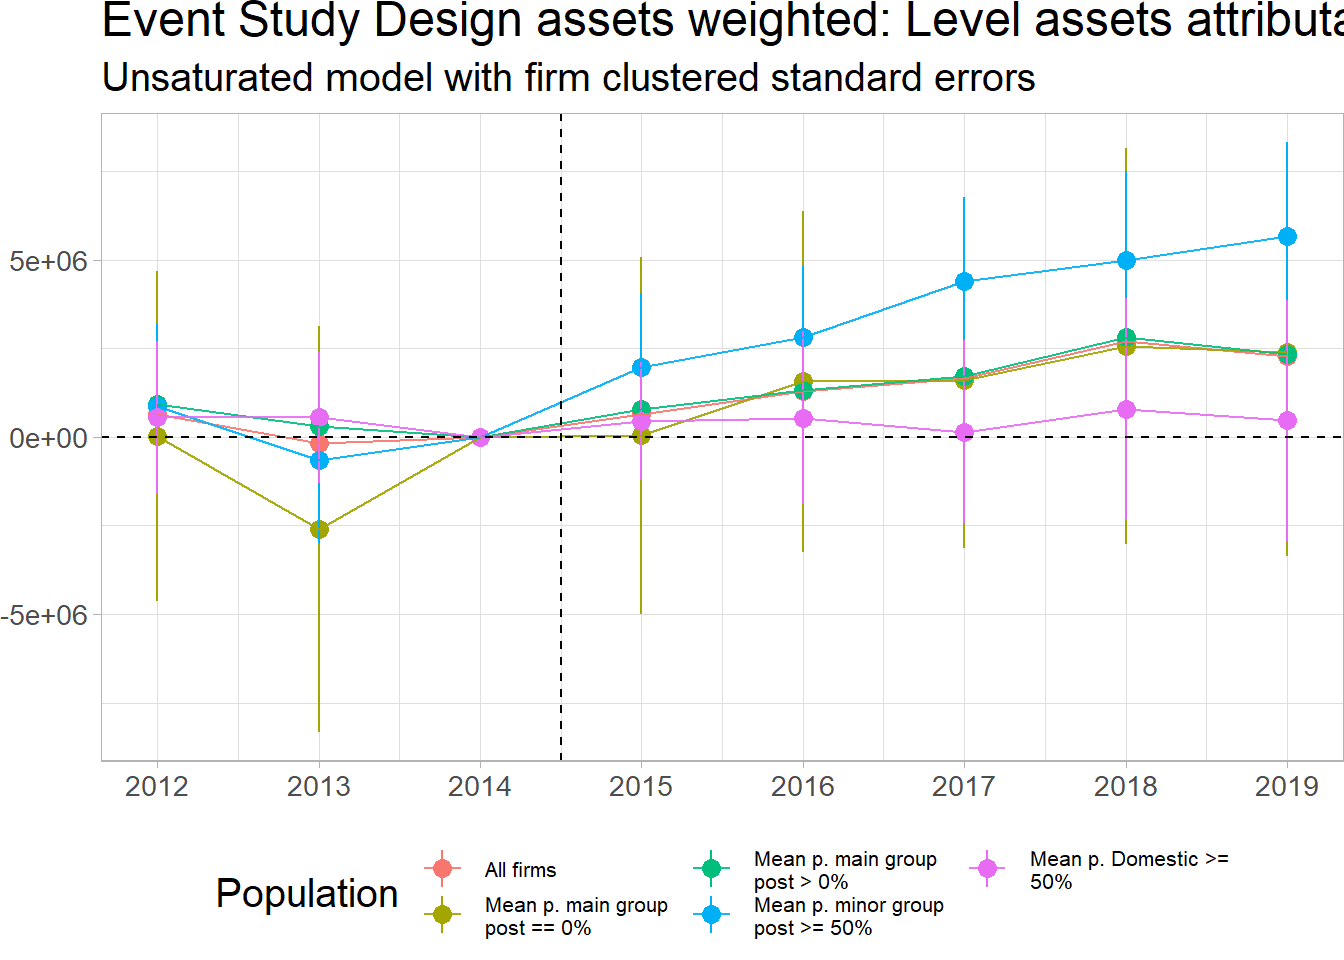 Event Study Design assets weighted: Level assets attributa
Unsaturated model with firm clustered standard errors
5e+06
0e+00
-5e+06
2012 2013 2014 2015 2016 2017 2018 2019
Population
All firms
Mean p. main group
post == 0%
Mean p. main group
post > 0%
Mean p. minor group
post >= 50%
Mean p. Domestic >=
50%